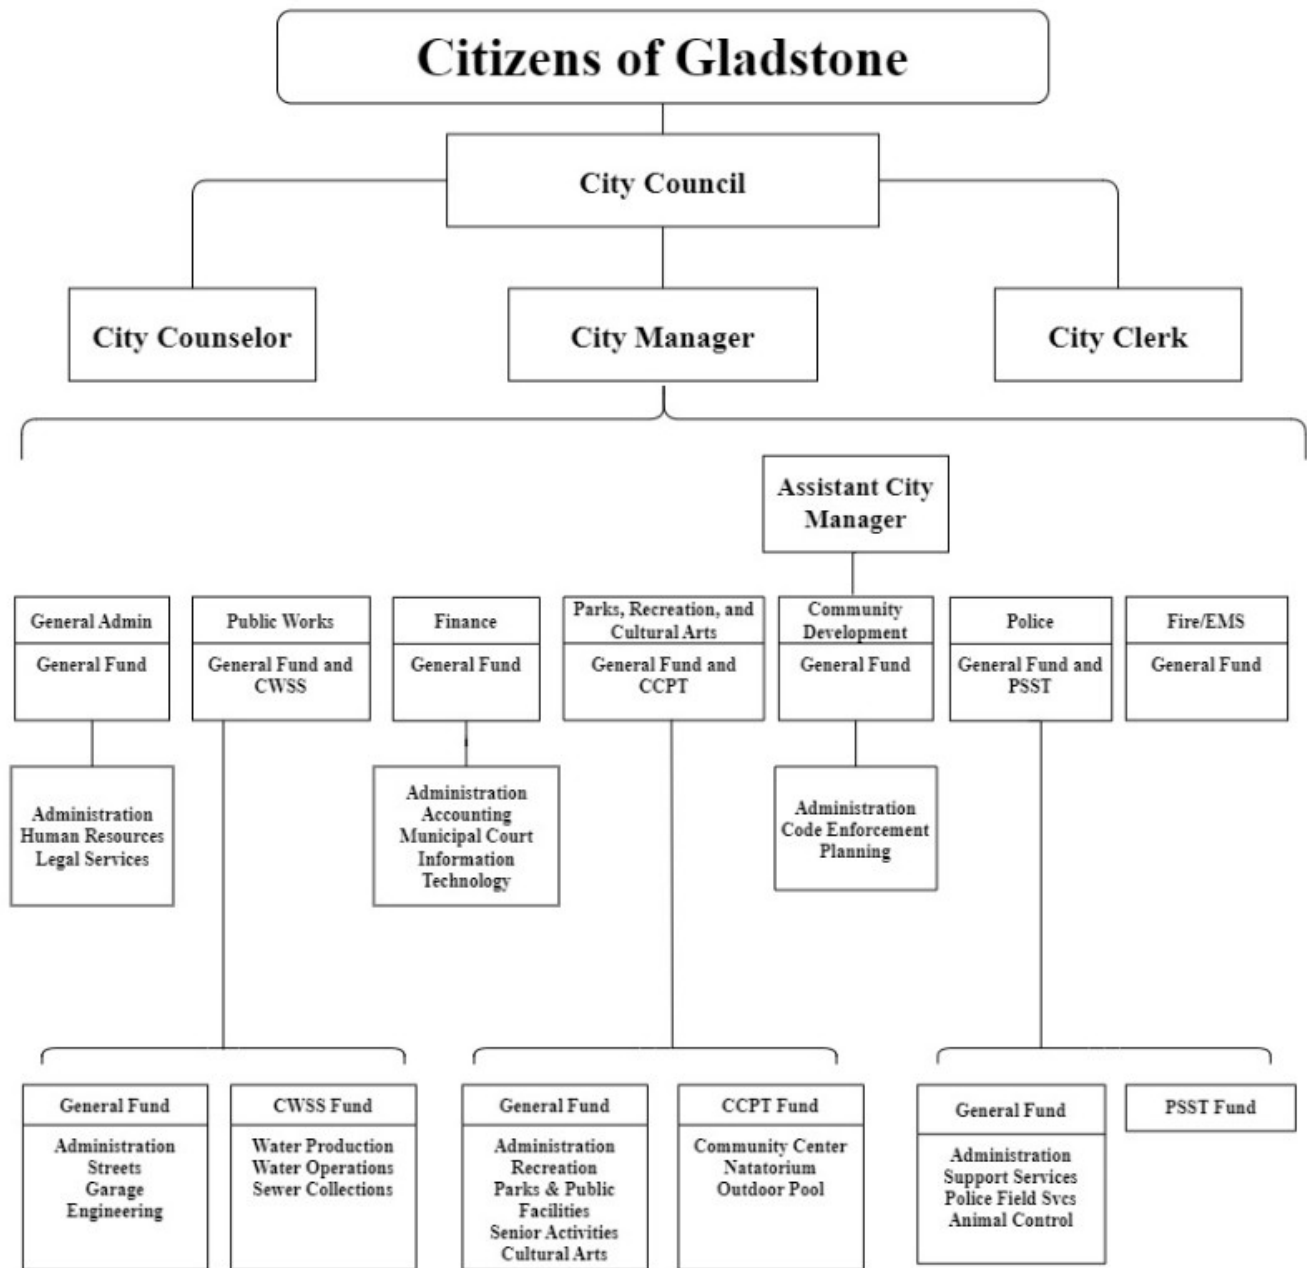 Citizens of Gladstone
City Council
City Counselor
City Manager
City Clerk
Assistant City
Manager
General Admin
General Fund
Public Works
General Fund and
CWSS
Finance
General Fund
Parks, Recreation, and
Cultural Arts
General Fund and
CCPT
Community
Development
General Fund
Police
General Fund and
PSST
Fire/EMS
General Fund
Administration
Human Resources
Legal Services
Administration
Accounting
Municipal Court
Information
Technology
Administration
Code Enforcement
Planning
General Fund
Administration
Streets
Garage
Engineering
CWSS Fund
Water Production
Water Operations
Sewer Collections
General Fund
Administration
Recreation
Parks & Public
Facilities
Senior Activities
Cultural Arts
CCPT Fund
Community Center
Natatorium
Outdoor Pool
General Fund
Administration
Support Services
Police Field Svcs
Animal Control
PSST Fund